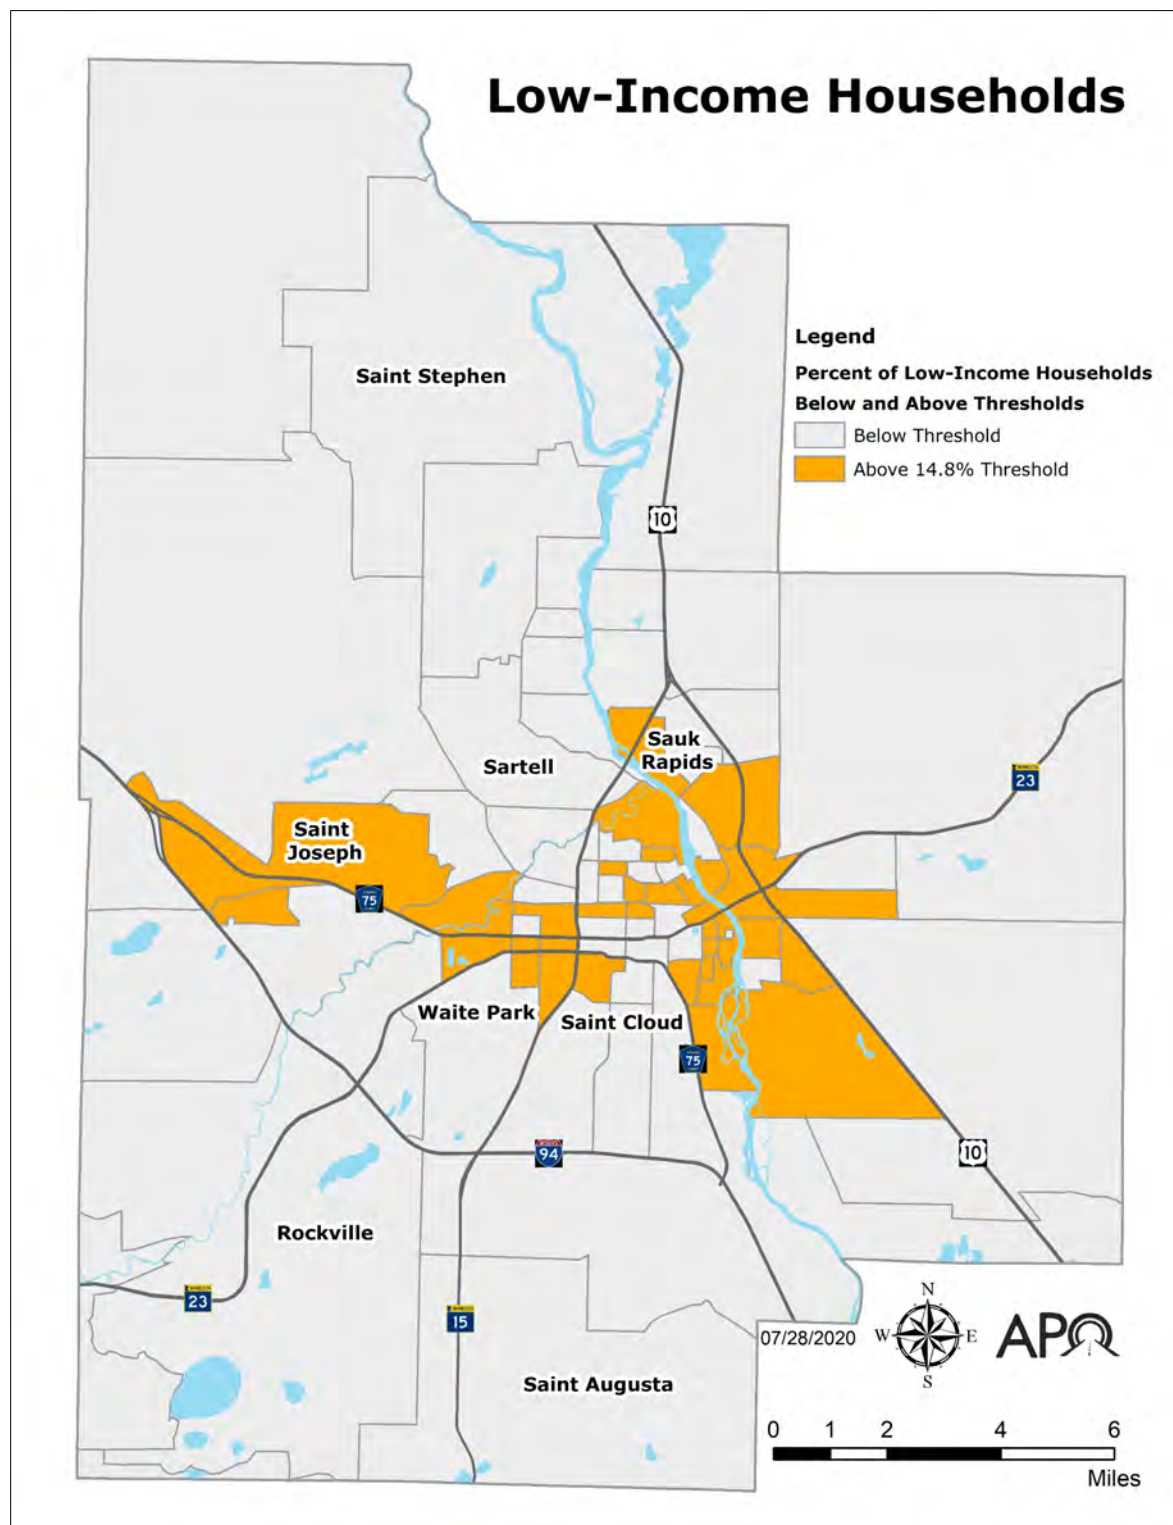 Low-Income Households
Legend
Percent of Low-Income Households
Below and Above Thresholds
Below Threshold
Above 14.8% Threshold
Saint Stephen
10
Sauk
Rapids
Sartell
23
Saint
Joseph
75
Waite Park
Saint Cloud
75
94
10
Rockville
23
15
N
W
E
S
07/28/2020
APO
Saint Augusta
0 1 2 4 6
Miles